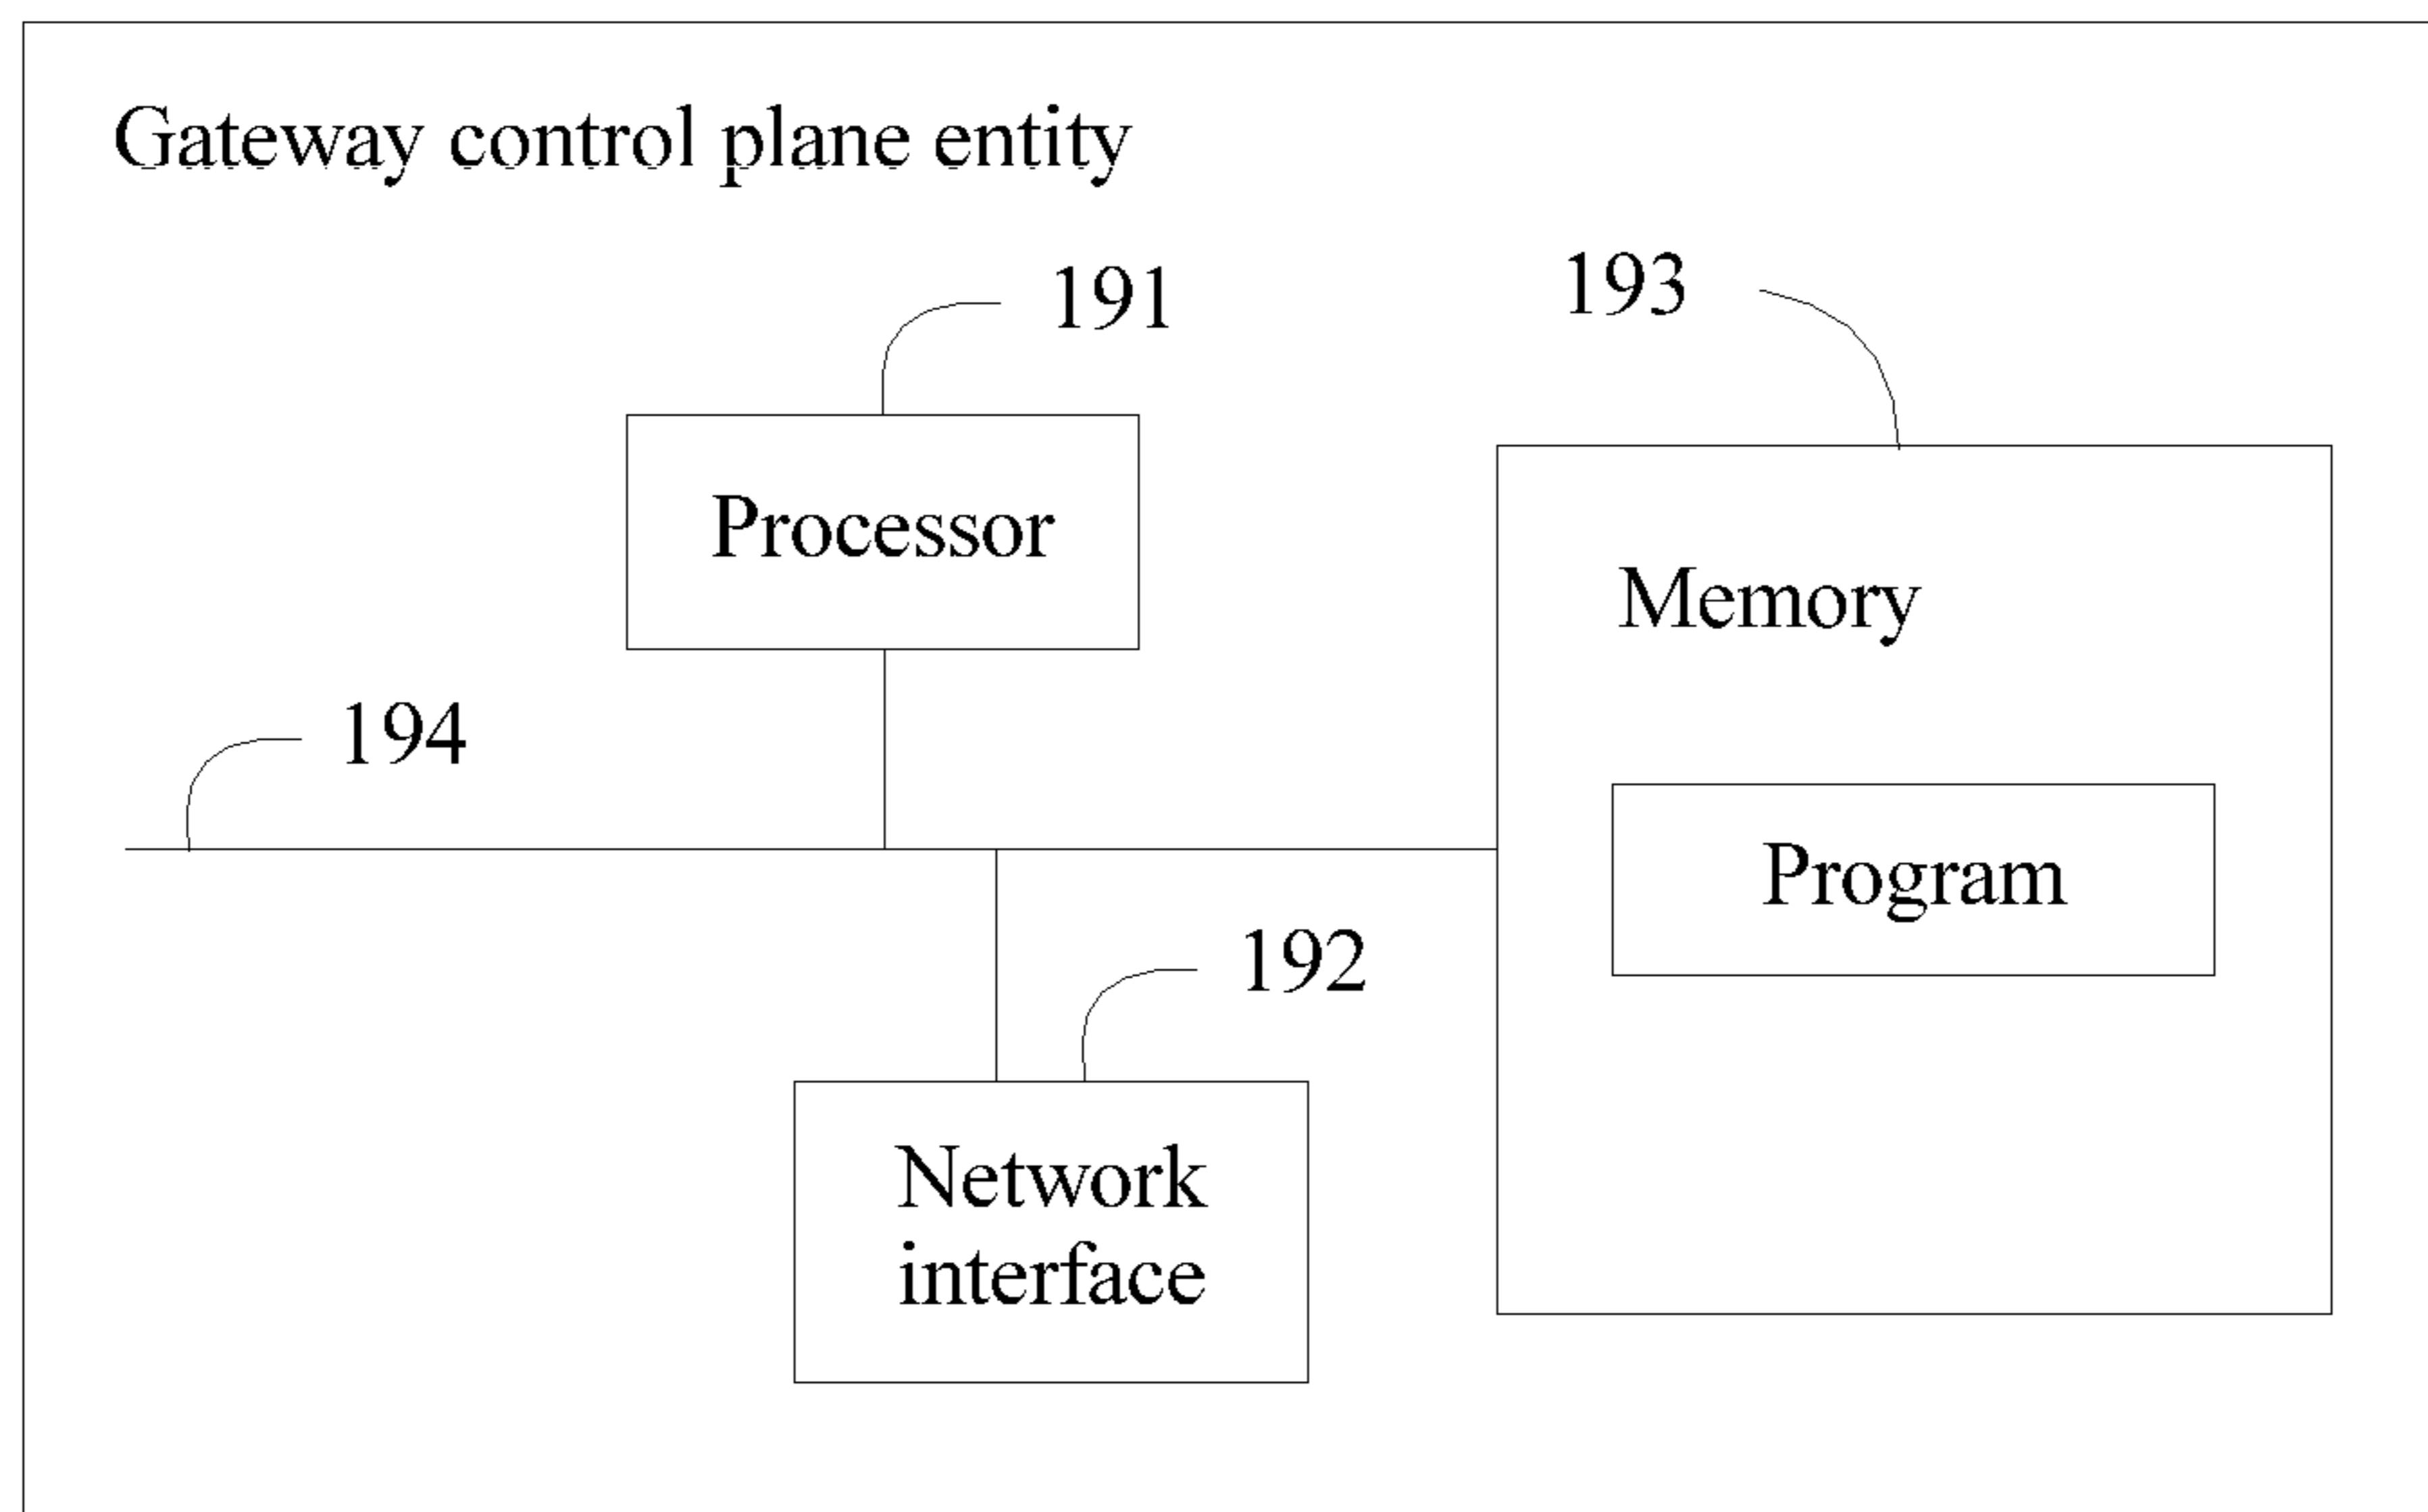 Gateway control plane entity
191
193
Processor
Memory
194
Program
192
Network
interface